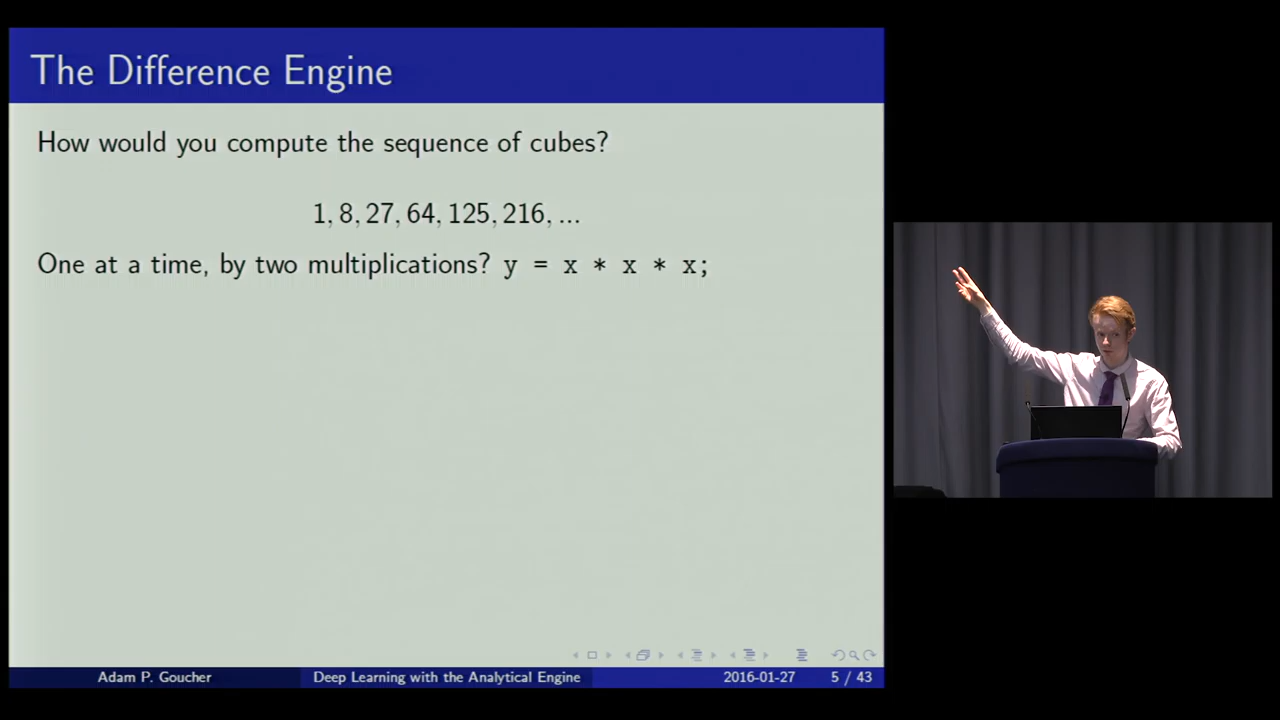 The Difference Engine
How would you compute the sequence of cubes?
1, 8, 27, 64, 125, 216, ...
One at a time, by two multiplications? y = x * x * x;
Adam P. Goucher
Deep Learning with the Analytical Engine
2016-01-27
5 / 43